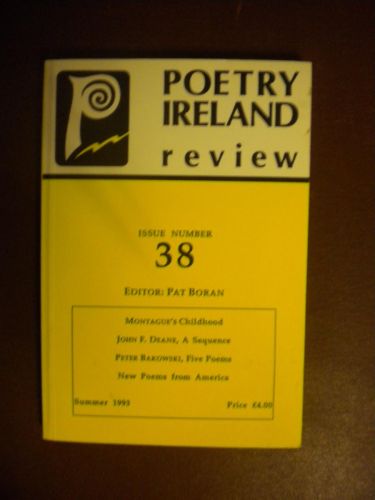 POETRY
IRELAND
review
ISSUE NUMBER
38
EDITOR: PAT BORAN
MONTAGUE's Childhood
JOHN F. DEANE, A Sequence
PETER BAKOWSKI, Five Poems
New Poems from America
Summer 1993 Price £4.00